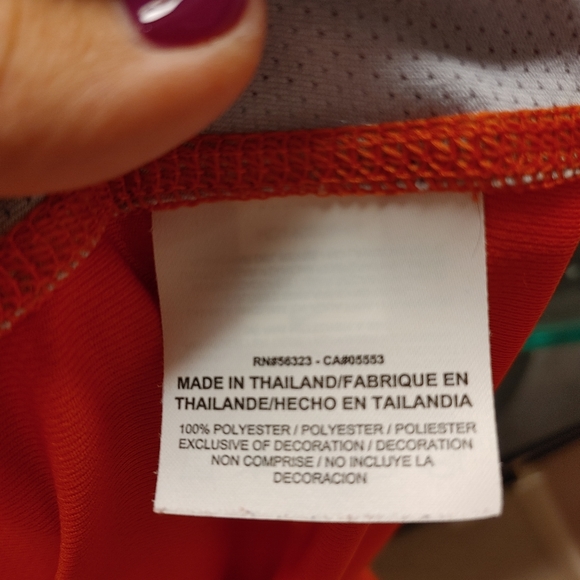 RN#56323 - CA#05553
MADE IN THAILAND/FABRIQUE EN
THAILANDE/HECHO EN TAILANDIA
100% POLYESTER / POLYESTER / POLIESTER
EXCLUSIVE OF DECORATION / DECORATION
NON COMPRISE / NO INCLUYE LA
DECORACION